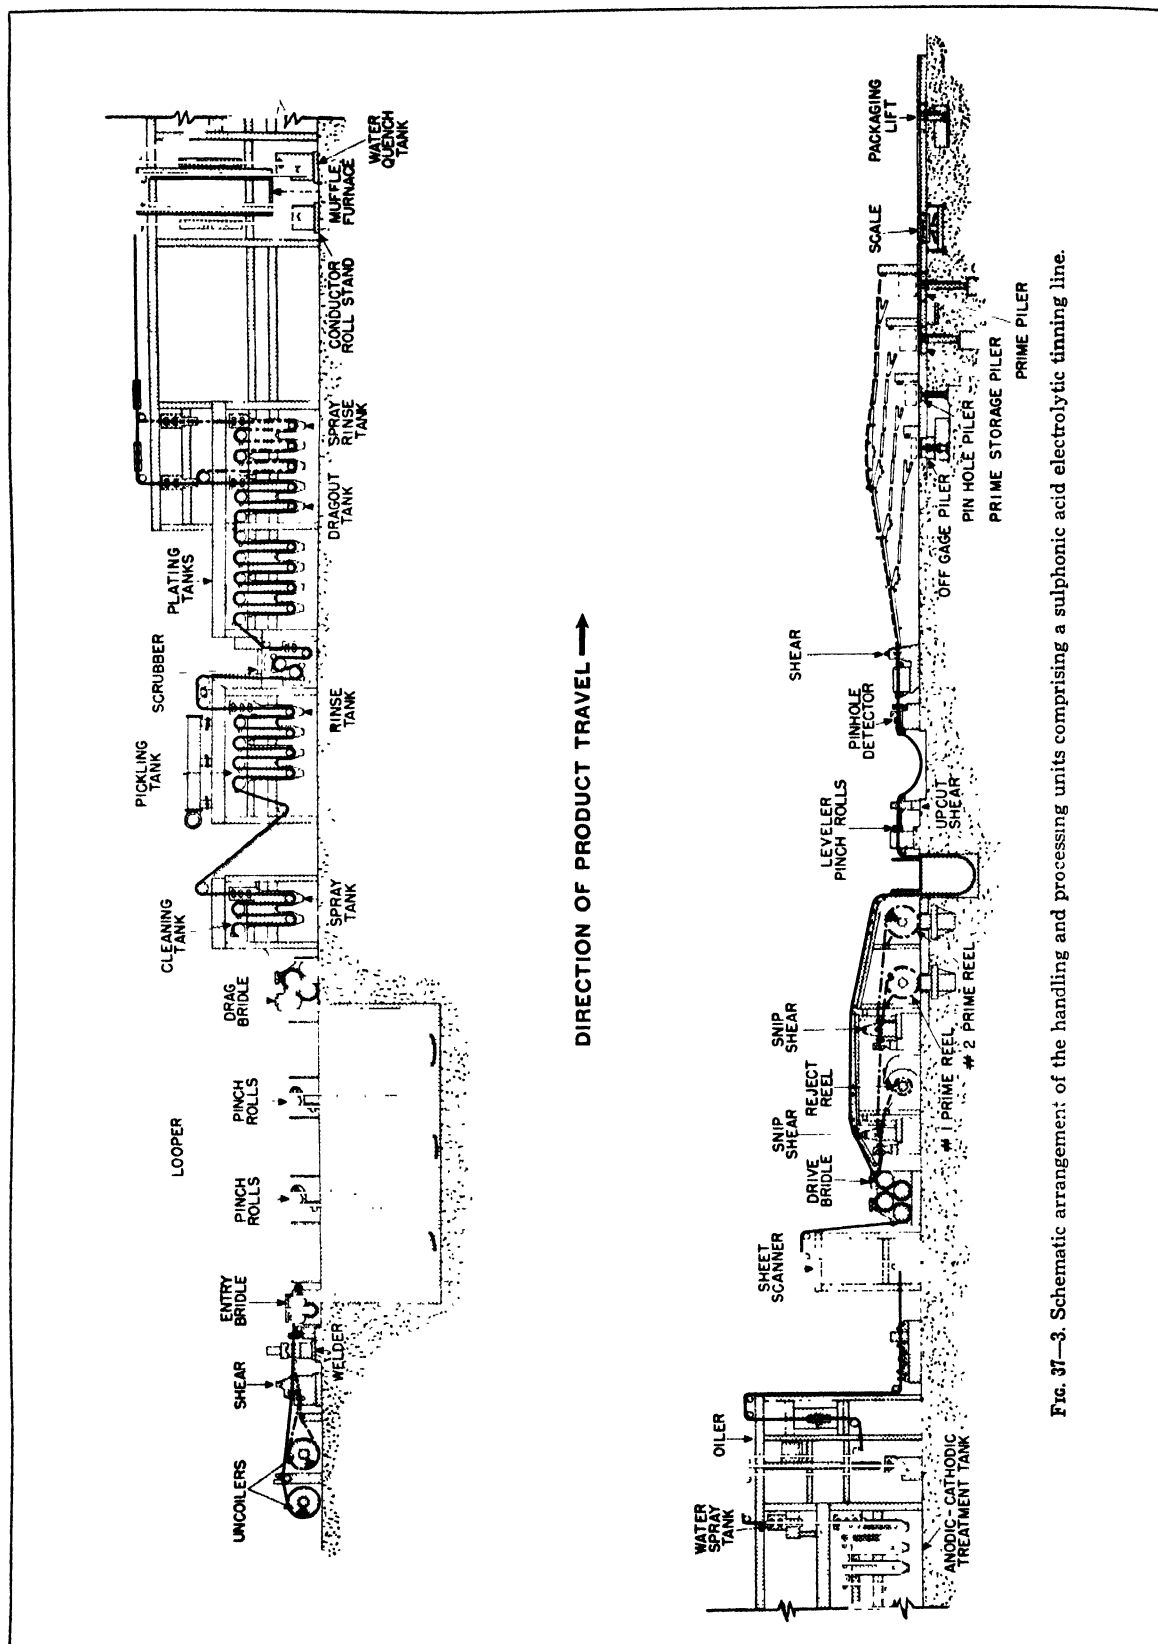 UNCOILERS
SHEAR
WELDER
ENTRY
BRIDLE
LOOPER
PINCH ROLLS
PINCH ROLLS
DRAG
BRIDLE
CLEANING
TANK
SPRAY
TANK
PICKLING
TANK
RINSE
TANK
SCRUBBER
PLATING
TANKS
DRAGOUT
TANK
SPRAY
RINSE
TANK
CONDUCTOR
ROLL STAND
MUFFLE
FURNACE
WATER
QUENCH
TANK
DIRECTION OF PRODUCT TRAVEL
WATER
SPRAY
TANK
ANODIC-CATHODIC
TREATMENT TANK
OILER
SHEET
SCANNER
DRIVE
BRIDLE
SNIP
SHEAR
REJECT
REEL
SNIP
SHEAR
# 1 PRIME REEL
# 2 PRIME REEL
LEVELER
PINCH ROLLS
UPCUT
SHEAR
PINHOLE
DETECTOR
SHEAR
OFF GAGE PILER
PIN HOLE PILER
PRIME STORAGE PILER
PRIME PILER
SCALE
PACKAGING
LIFT
FIG. 37—3. Schematic arrangement of the handling and processing units comprising a sulphonic acid electrolytic tinning line.